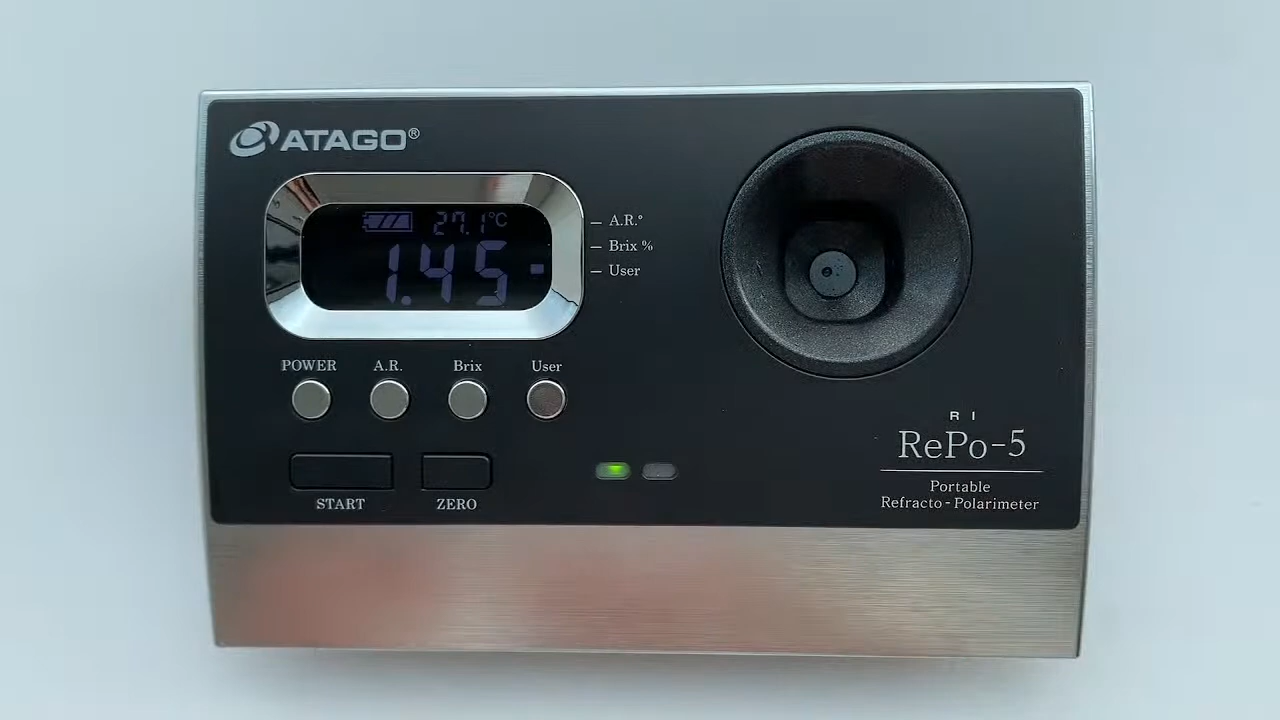 ATAGO®
27.1°C
1.45
A.R.°
Brix %
User
POWER A.R. Brix User
START ZERO
R I
RePo-5
Portable
Refracto-Polarimeter